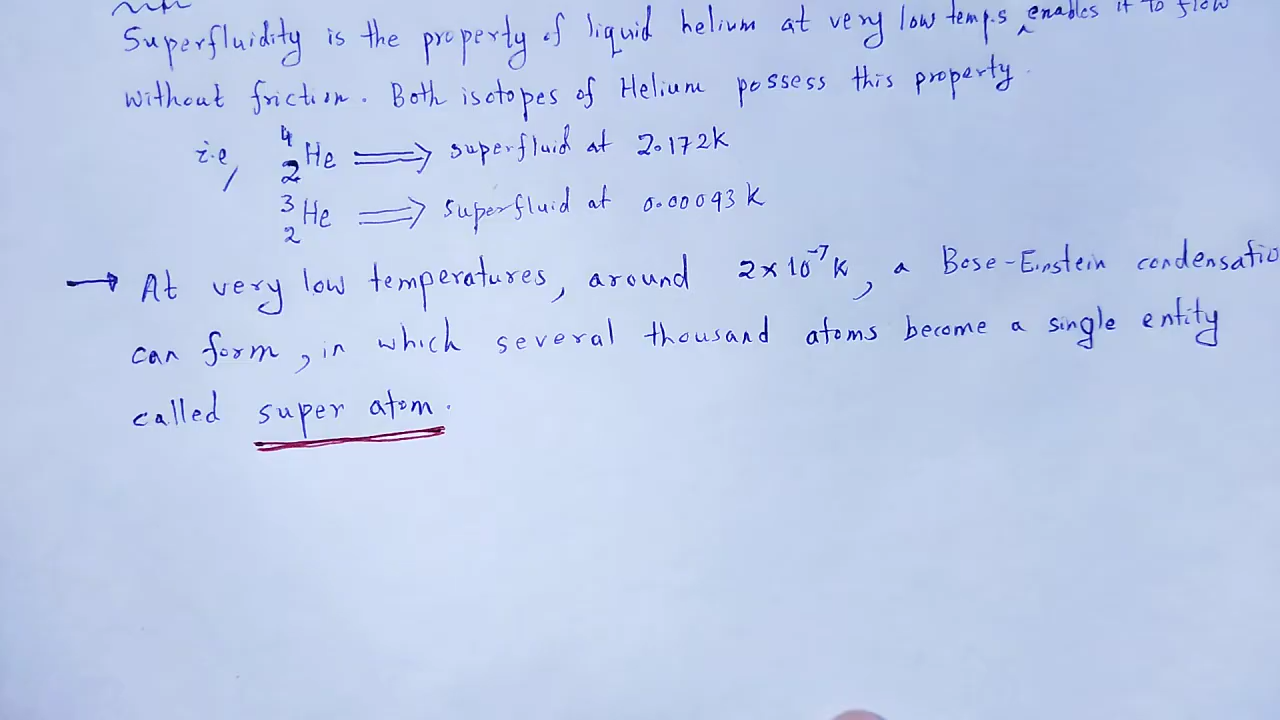 Superfluidity is the property of liquid helium at very low temps ^ enables it to flow
without friction. Both isotopes of Helium possess this property.
i.e, ⁴₂He ⟹ superfluid at 2.172K
³₂He ⟹ superfluid at 0.00093 K
→ At very low temperatures, around 2×10⁻⁷K, a Bose-Einstein condensatio
can form, in which several thousand atoms become a single entity
called super atom.